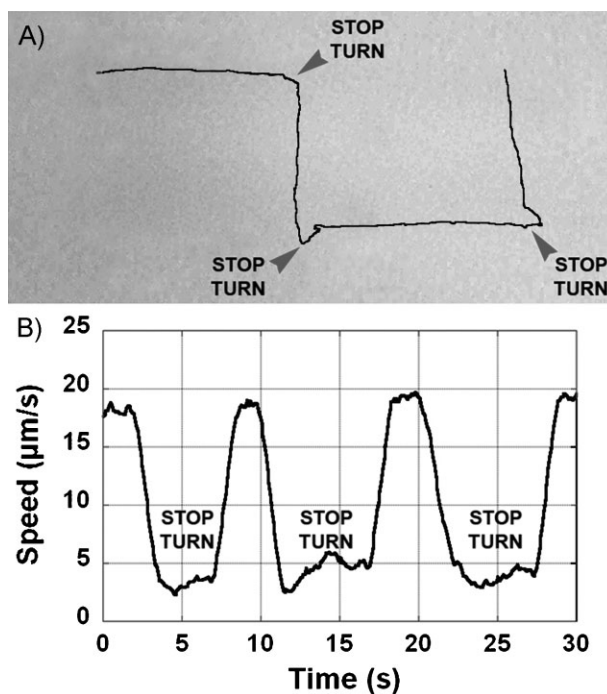 A)
STOP
TURN
STOP
TURN
STOP
TURN
B)
25
20
15
10
5
0
Speed (µm/s)
STOP
TURN
STOP
TURN
STOP
TURN
0 5 10 15 20 25 30
Time (s)